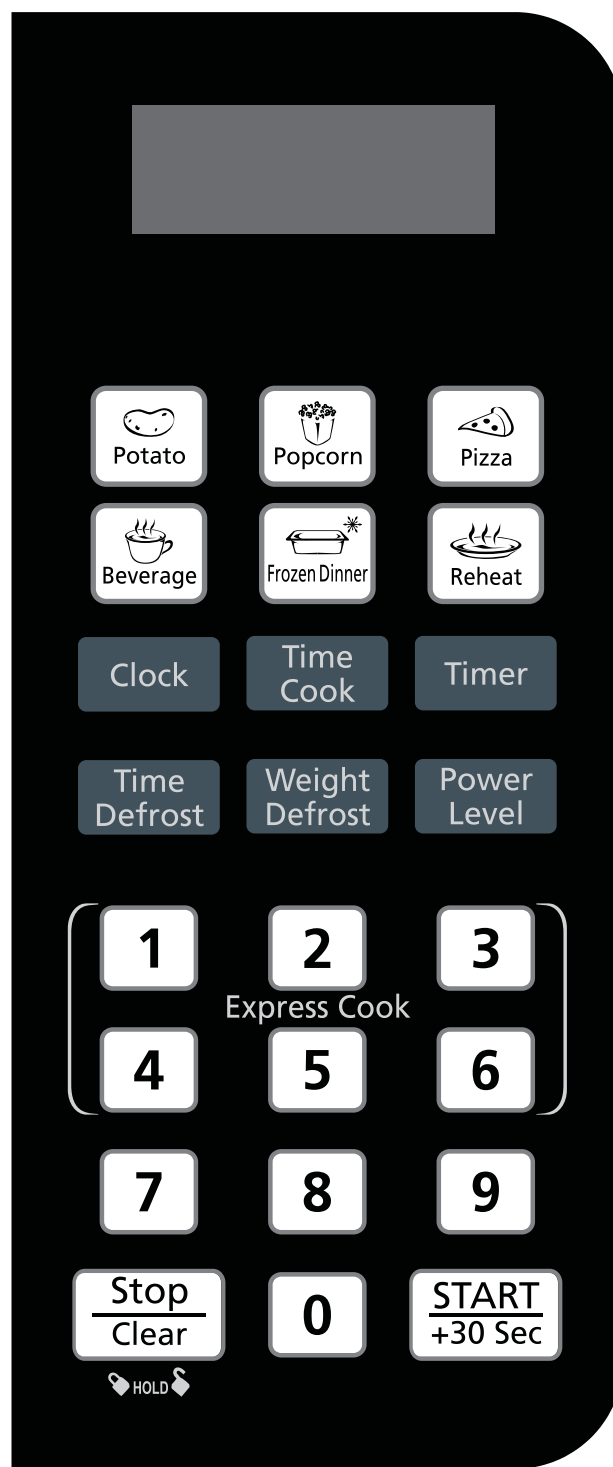 Potato
Popcorn
Pizza
Beverage
Frozen Dinner
Reheat
Clock
Time
Cook
Timer
Time
Defrost
Weight
Defrost
Power
Level
1
2
3
Express Cook
4
5
6
7
8
9
Stop
Clear
0
START
+30 Sec
HOLD